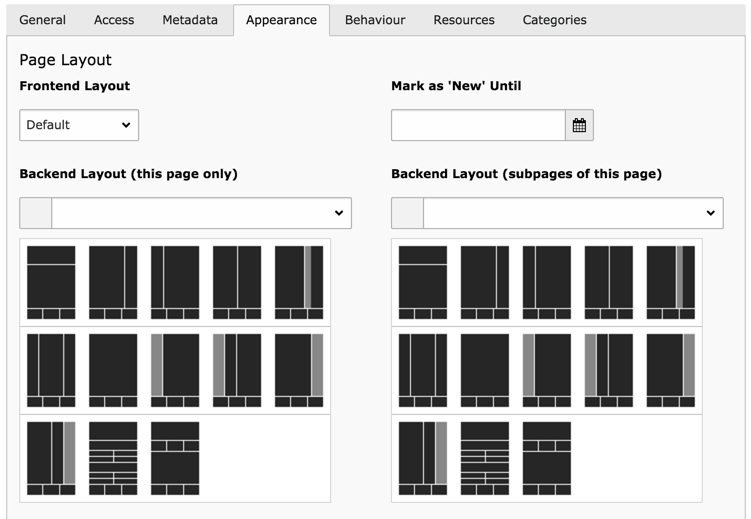 General Access Metadata Appearance Behaviour Resources Categories
Page Layout
Frontend Layout Mark as 'New' Until
Default
Backend Layout (this page only) Backend Layout (subpages of this page)